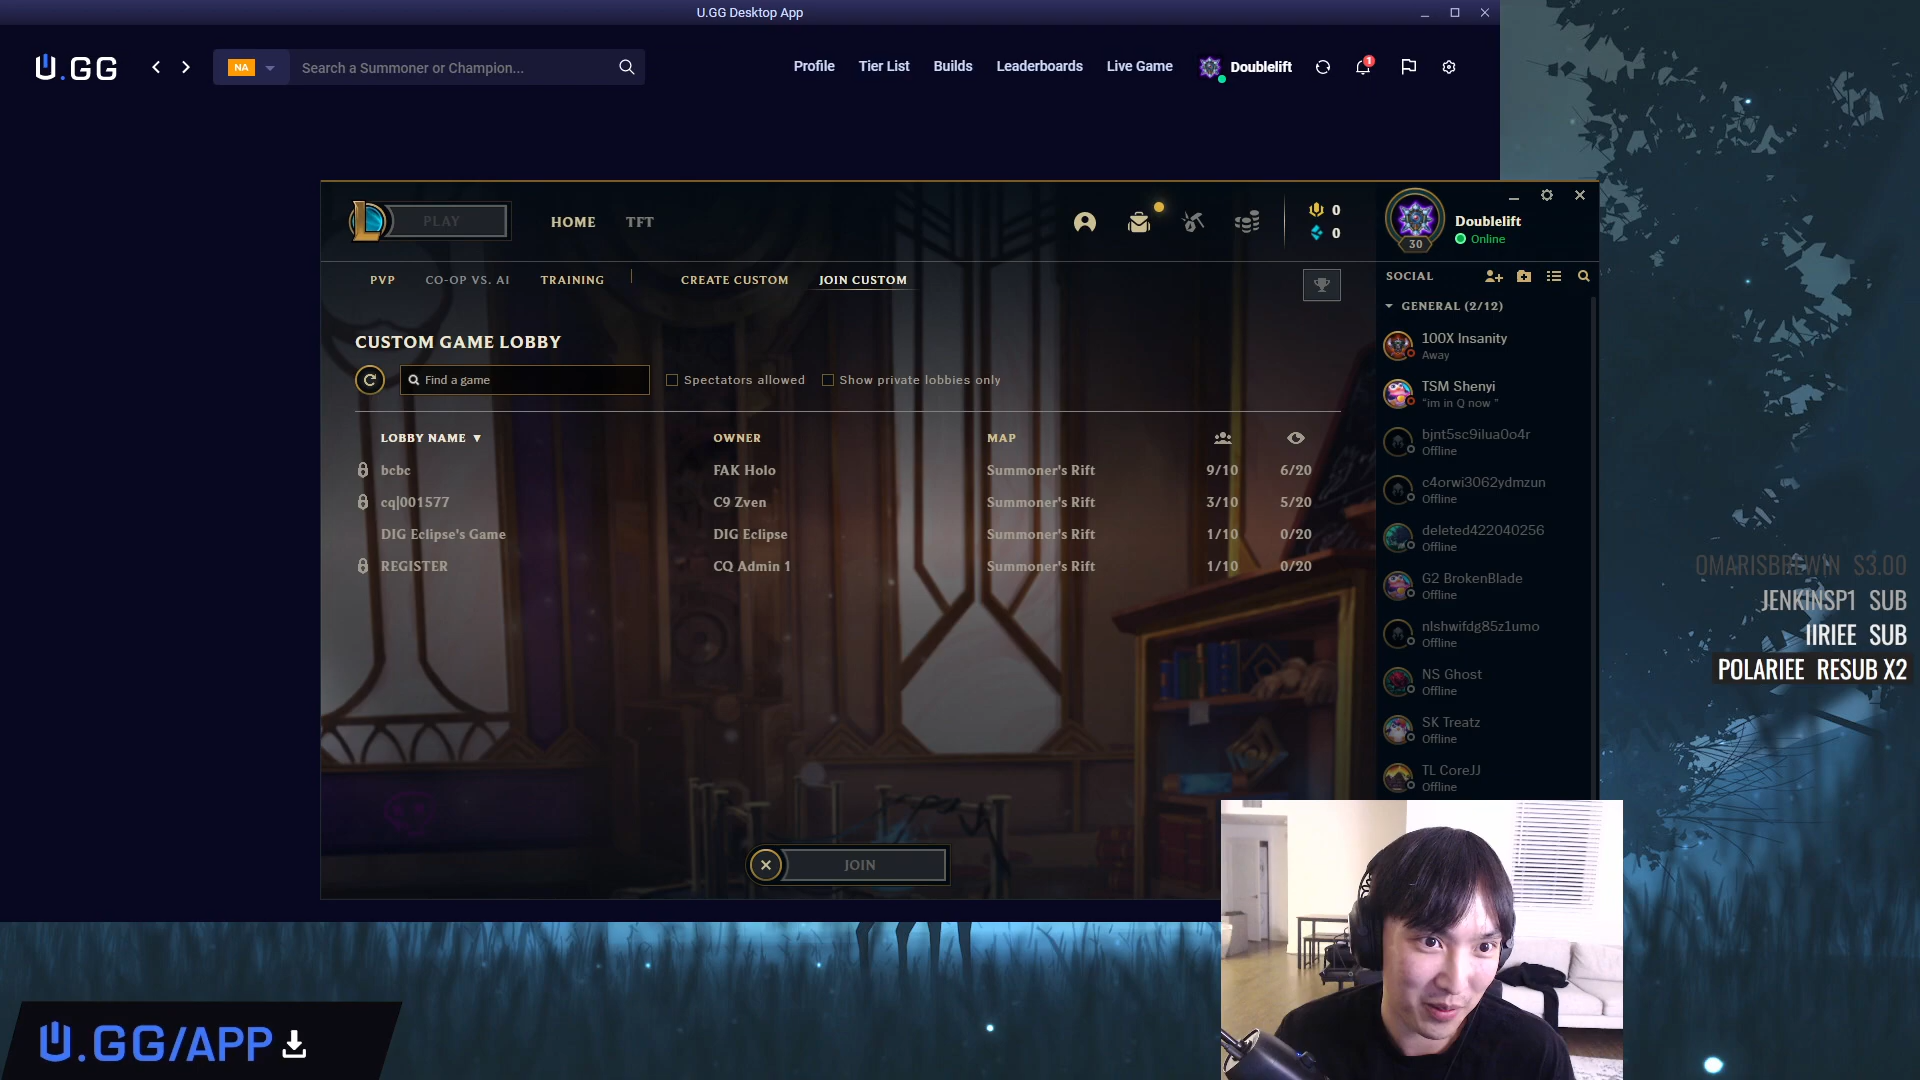 U.GG Desktop App
U.GG
NA
Search a Summoner or Champion...
Profile
Tier List
Builds
Leaderboards
Live Game
Doublelift
1
PLAY
HOME
TFT
0
0
30
Doublelift
Online
PVP
CO-OP VS. AI
TRAINING
CREATE CUSTOM
JOIN CUSTOM
SOCIAL
GENERAL (2/12)
CUSTOM GAME LOBBY
Find a game
Spectators allowed
Show private lobbies only
LOBBY NAME ▼ OWNER MAP
bcbc FAK Holo Summoner's Rift 9/10 6/20
cq|001577 C9 Zven Summoner's Rift 3/10 5/20
DIG Eclipse's Game DIG Eclipse Summoner's Rift 1/10 0/20
REGISTER CQ Admin 1 Summoner's Rift 1/10 0/20
JOIN
100X Insanity
Away
TSM Shenyi
“im in Q now ”
bjnt5sc9ilua0o4r
Offline
c4orwi3062ydmzun
Offline
deleted422040256
Offline
G2 BrokenBlade
Offline
nlshwifdg85z1umo
Offline
NS Ghost
Offline
SK Treatz
Offline
TL CoreJJ
Offline
OMARISBREWIN $3.00
JENKINSP1 SUB
IIRIEE SUB
POLARIEE RESUB X2
U.GG/APP